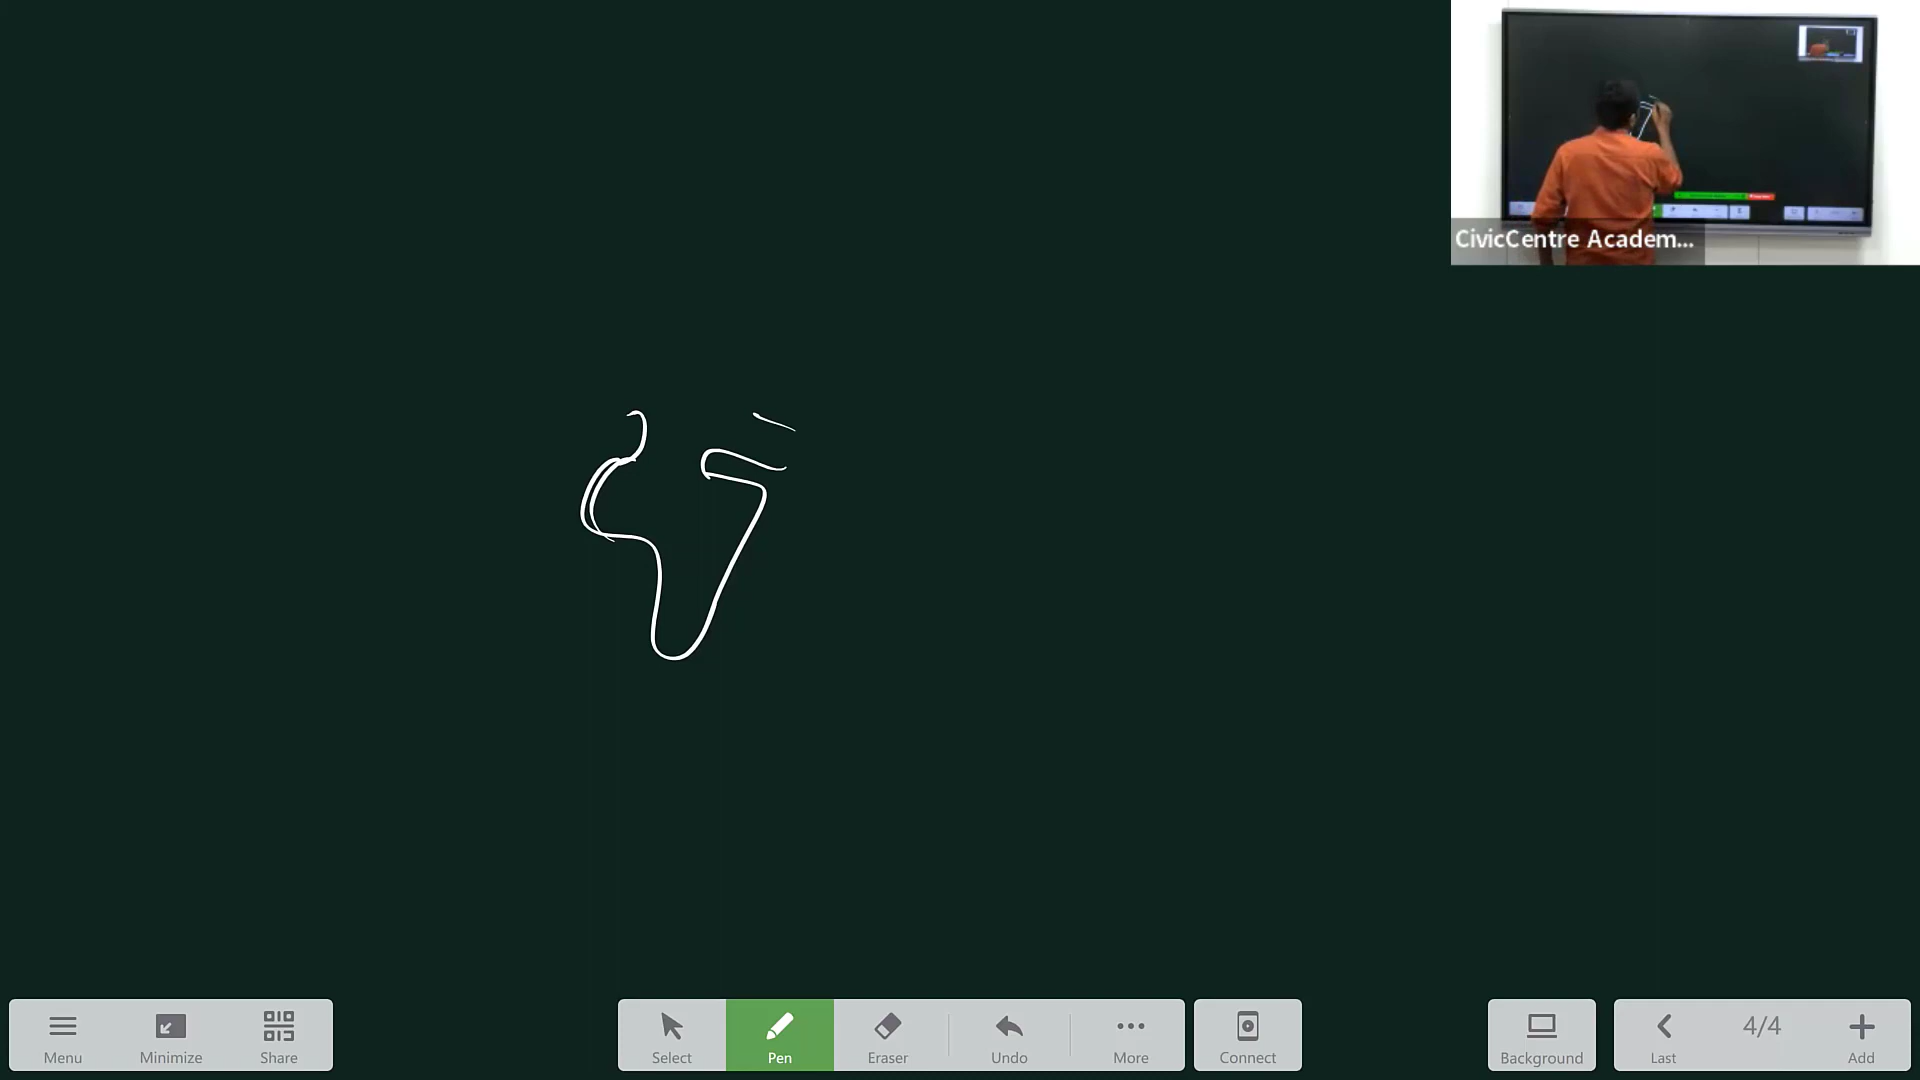 CivicCentre Academ...
Menu
Minimize
Share
Select
Pen
Eraser
Undo
More
Connect
Background
Last
4/4
Add